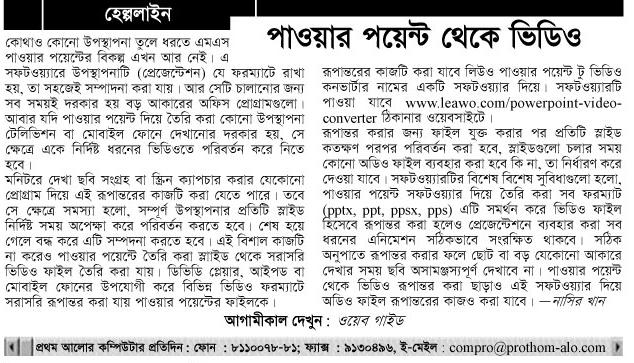 হেল্পলাইন
পাওয়ার পয়েন্ট থেকে ভিডিও
কোথাও কোনো উপস্থাপনা তুলে ধরতে এমএস
পাওয়ার পয়েন্টের বিকল্প এখন আর নেই। এ
সফটওয়্যারে উপস্থাপনাটি (প্রেজেন্টেশন) যে ফরম্যাটে রাখা
হয়, তা সহজেই সম্পাদনা করা যায়। আর সেটি চালানোর জন্য
সব সময়ই দরকার হয় বড় আকারের অফিস প্রোগ্রামগুলো।
আবার যদি পাওয়ার পয়েন্ট দিয়ে তৈরি করা কোনো উপস্থাপনা
টেলিভিশন বা মোবাইল ফোনে দেখানোর দরকার হয়, সে
ক্ষেত্রে একে নির্দিষ্ট ধরনের ভিডিওতে পরিবর্তন করে নিতে
হবে।
মনিটরে দেখা ছবি সংগ্রহ বা স্ক্রিন ক্যাপচার করার যেকোনো
প্রোগ্রাম দিয়ে এই রূপান্তরের কাজটি করা যেতে পারে। তবে
সে ক্ষেত্রে সমস্যা হলো, সম্পূর্ণ উপস্থাপনার প্রতিটি স্লাইড
নির্দিষ্ট সময় অপেক্ষা করে পরিবর্তন করতে হবে। শেষ হয়ে
গেলে বন্ধ করে এটি সম্পদনা করতে হবে। এই বিশাল কাজটি
না করেও পাওয়ার পয়েন্টে তৈরি করা স্লাইড থেকে সরাসরি
ভিডিও ফাইল তৈরি করা যায়। ডিভিডি প্লেয়ার, আইপড বা
মোবাইল ফোনের উপযোগী করে বিভিন্ন ভিডিও ফরম্যাটে
সরাসরি রূপান্তর করা যায় পাওয়ার পয়েন্টের ফাইলকে।
রূপান্তরের কাজটি করা যাবে লিউও পাওয়ার পয়েন্ট টু ভিডিও
কনভার্টার নামের একটি সফটওয়্যার দিয়ে। সফটওয়্যারটি
পাওয়া যাবে www.leawo.com/powerpoint-video-
converter ঠিকানার ওয়েবসাইটে।
রূপান্তর করার জন্য ফাইল যুক্ত করার পর প্রতিটি স্লাইড
কতক্ষণ পরপর পরিবর্তন করা হবে, স্লাইডগুলো চলার সময়
কোনো অডিও ফাইল ব্যবহার করা হবে কি না, তা নির্ধারণ করে
দেওয়া যাবে। সফটওয়্যারটির বিশেষ বিশেষ সুবিধাগুলো হলো,
পাওয়ার পয়েন্ট সফটওয়্যার দিয়ে তৈরি করা সব ফরম্যাট
(pptx, ppt, ppsx, pps) এটি সমর্থন করে ভিডিও ফাইল
হিসেবে রূপান্তর করা হলেও প্রেজেন্টেশনে ব্যবহার করা সব
ধরনের এনিমেশন সঠিকভাবে সংরক্ষিত থাকবে। সঠিক
অনুপাতে রূপান্তর করার ফলে ছোট বা বড় যেকোনো আকারে
দেখার সময় ছবি অসামঞ্জস্যপূর্ণ দেখাবে না। পাওয়ার পয়েন্ট
থেকে ভিডিও রূপান্তর করা ছাড়াও এই সফটওয়্যার দিয়ে
অডিও ফাইল রূপান্তরের কাজও করা যাবে। —নাসির খান
আগামীকাল দেখুন : ওয়েব গাইড
প্রথম আলোর কম্পিউটার প্রতিদিন : ফোন : ৮১১০০৭৮-৮১; ফ্যাক্স : ৯১৩০৪৯৬, ই-মেইল : compro@prothom-alo.com